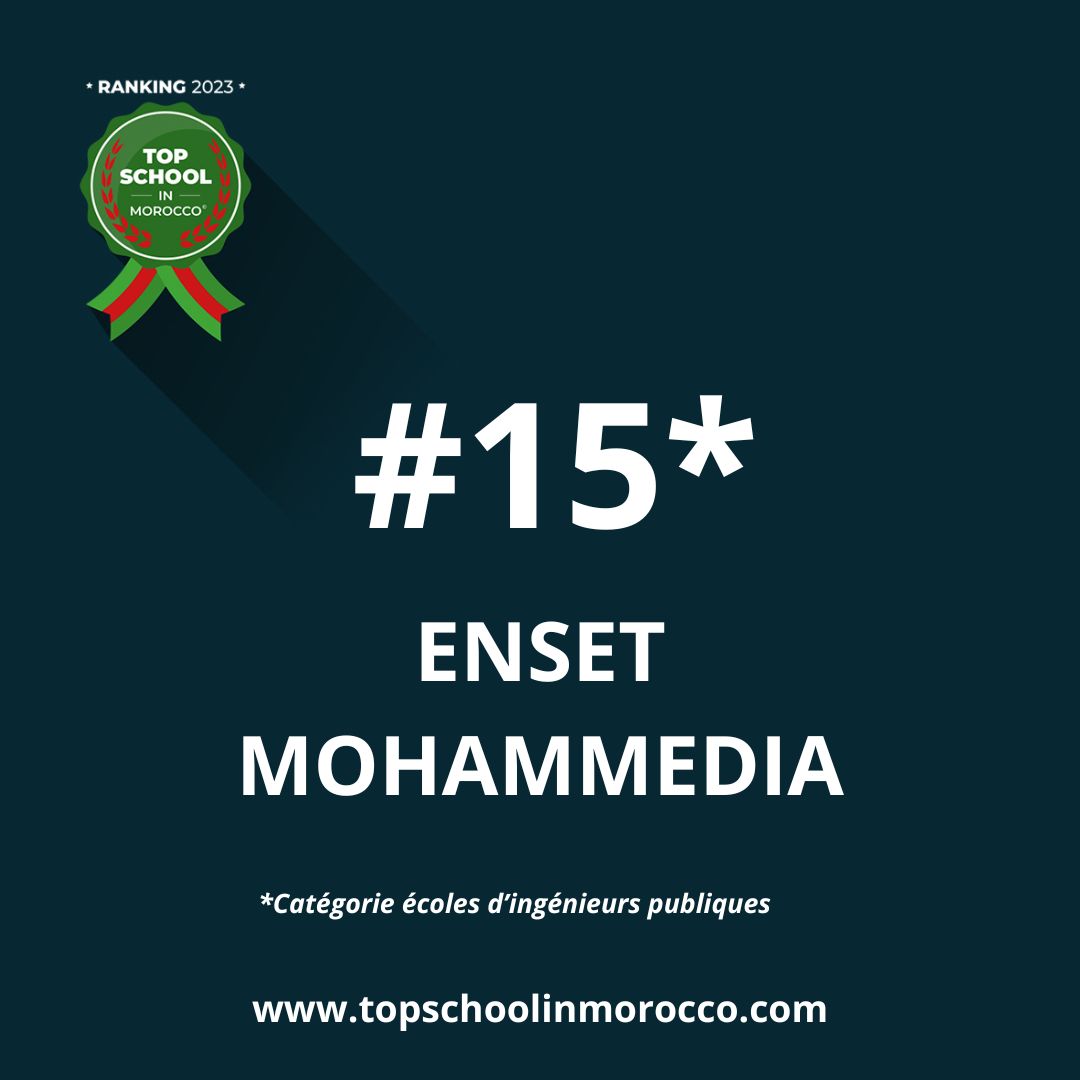 * RANKING 2023 *
TOP
SCHOOL
IN
MOROCCO©
#15*
ENSET
MOHAMMEDIA
*Catégorie écoles d’ingénieurs publiques
www.topschoolinmorocco.com